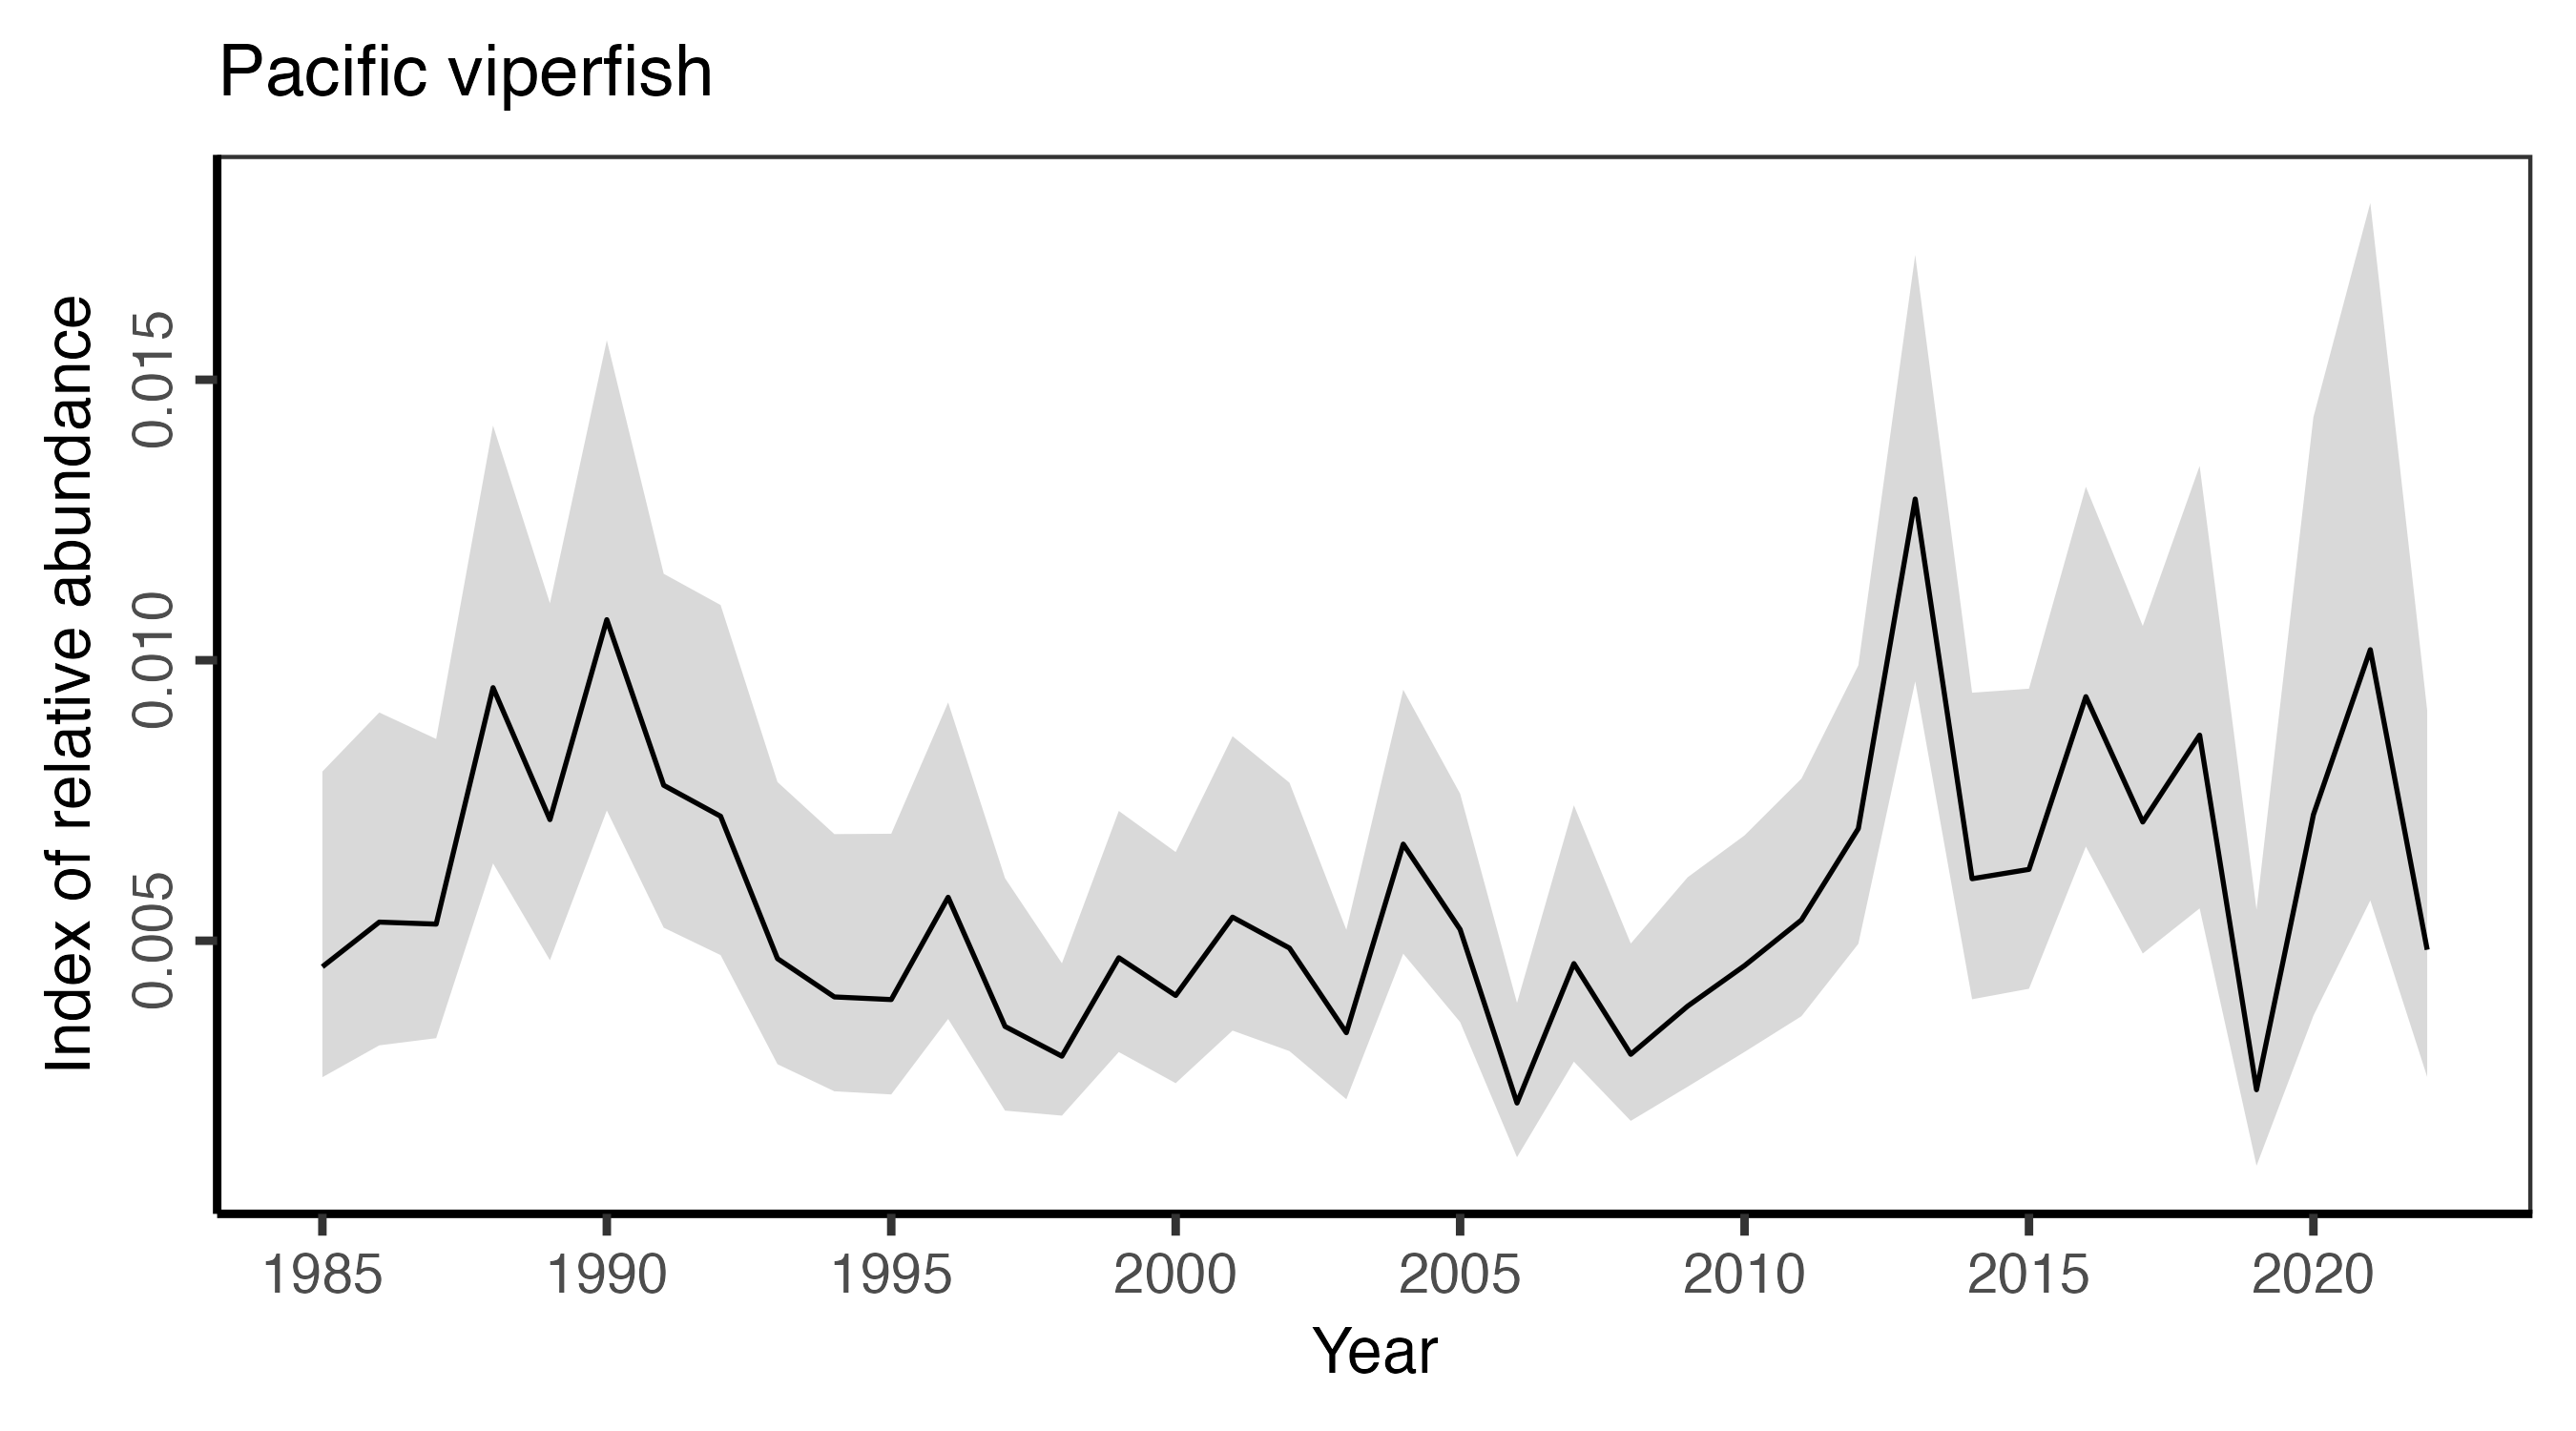 Pacific viperfish
Index of relative abundance
0.015
0.010
0.005
1985 1990 1995 2000 2005 2010 2015 2020
Year